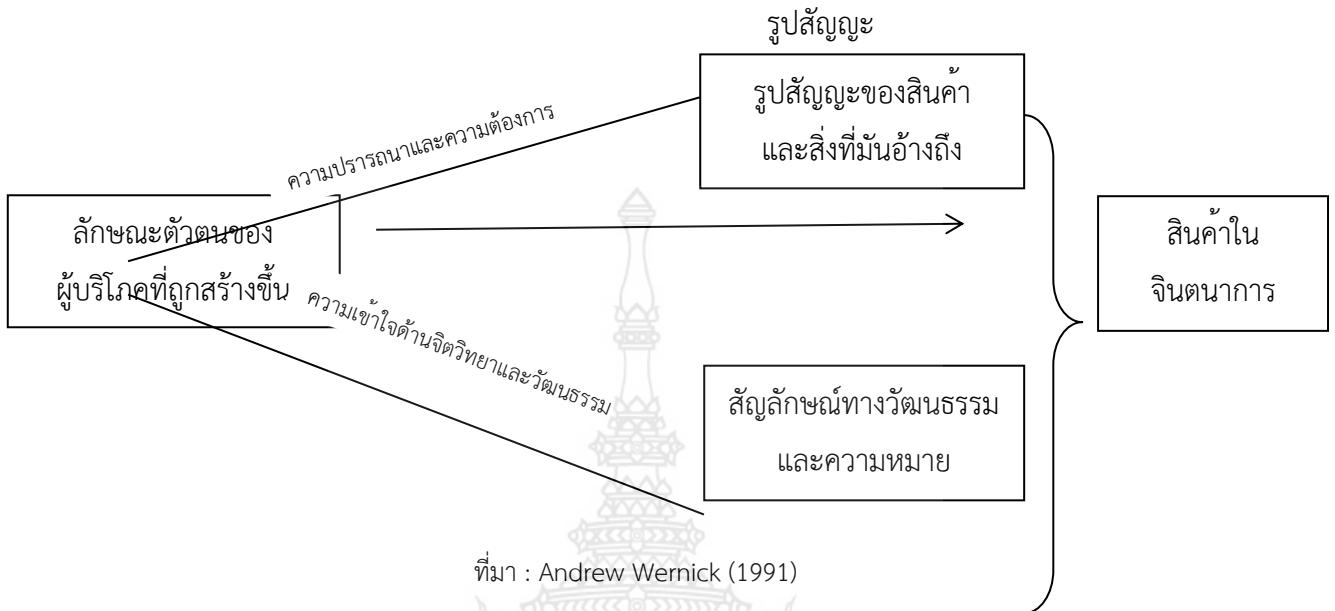 รูปสัญญะ
รูปสัญญะของสินค้า
และสิ่งที่มันอ้างถึง
ความปรารถนาและความต้องการ
ลักษณะตัวตนของ
ผู้บริโภคที่ถูกสร้างขึ้น
สินค้าใน
จินตนาการ
ความเข้าใจด้านจิตวิทยาและวัฒนธรรม
สัญลักษณ์ทางวัฒนธรรม
และความหมาย
ที่มา : Andrew Wernick (1991)